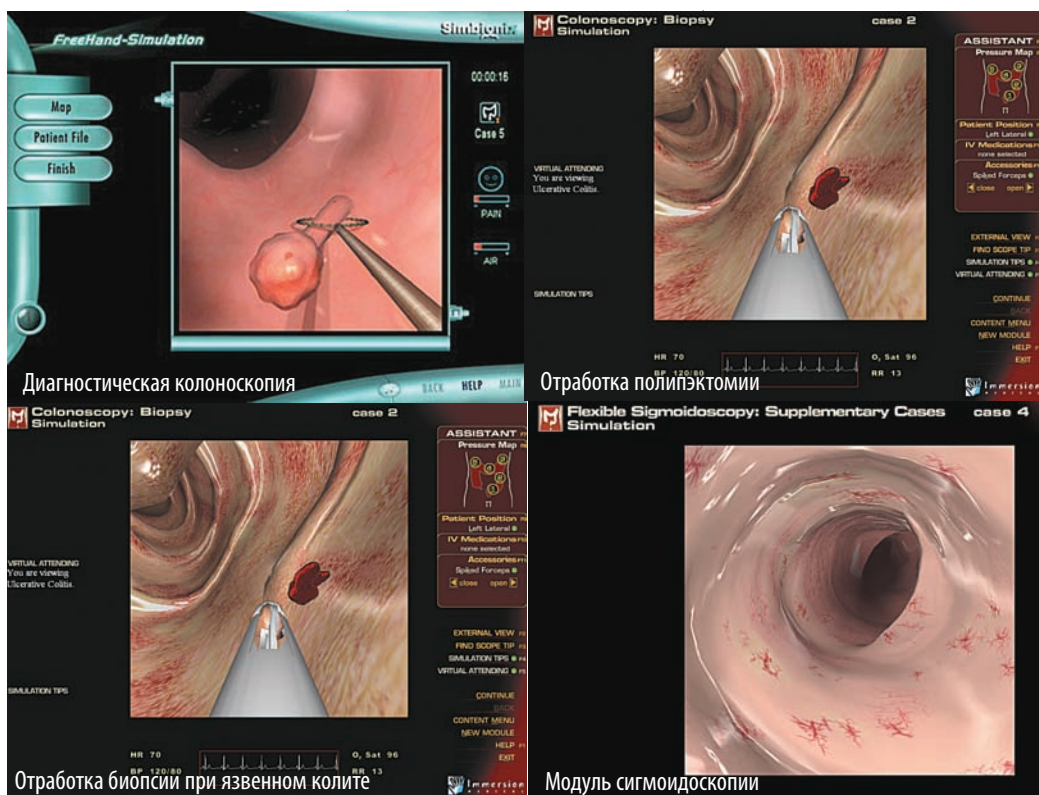 FreeHand-Simulation
Simbionix
Map
Patient File
Finish
00:00:16
Case 5
PAIN
AIR
BACK HELP MAIN
Диагностическая колоноскопия
Colonoscopy: Biopsy case 2
Simulation
ASSISTANT
Pressure Map
Patient Position
Left Lateral
IV Medications
none selected
Accessories
Spiked Forceps
close open
VIRTUAL ATTENDING
You are viewing
Ulcerative Colitis.
SIMULATION TIPS
EXTERNAL VIEW
FIND SCOPE TIP
SIMULATION TIPS
VIRTUAL ATTENDING
CONTINUE
BACK
CONTENT MENU
NEW MODULE
HELP
EXIT
HR 70 O, Sat 96
BP 120/80 RR 13
Immersion
Отработка полипэктомии
Colonoscopy: Biopsy case 2
Simulation
ASSISTANT
Pressure Map
Patient Position
Left Lateral
IV Medications
none selected
Accessories
Spiked Forceps
close open
VIRTUAL ATTENDING
You are viewing
Ulcerative Colitis.
SIMULATION TIPS
EXTERNAL VIEW
FIND SCOPE TIP
SIMULATION TIPS
VIRTUAL ATTENDING
CONTINUE
BACK
CONTENT MENU
NEW MODULE
HELP
EXIT
HR 70 O, Sat 96
BP 120/80 RR 13
Immersion
Отработка биопсии при язвенном колите
Flexible Sigmoidoscopy: Supplementary Cases case 4
Simulation
Модуль сигмоидоскопии